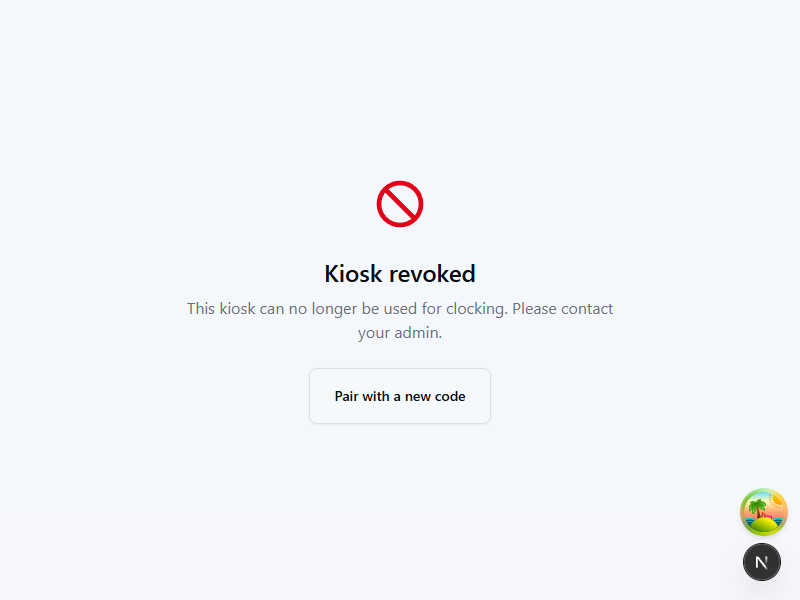 Kiosk revoked
This kiosk can no longer be used for clocking. Please contact
your admin.
Pair with a new code
N